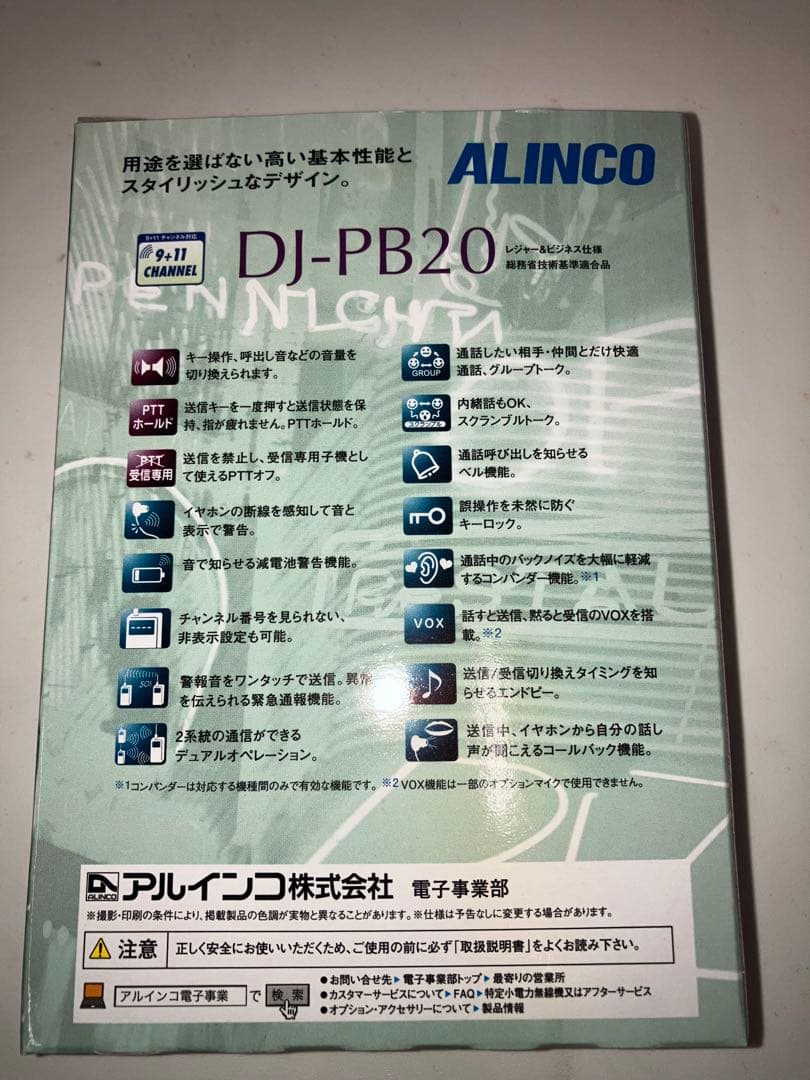 用途を選ばない高い基本性能と
スタイリッシュなデザイン。
ALINCO
9+11 チャンネル対応
9+11
CHANNEL
DJ-PB20
レジャー&ビジネス仕様
総務省技術基準適合品
キー操作、呼出し音などの音量を
切り換えられます。
PTT
ホールド
送信キーを一度押すと送信状態を保
持、指が疲れません。PTTホールド。
PTT
受信専用
送信を禁止し、受信専用子機とし
て使えるPTTオフ。
イヤホンの断線を感知して音と
表示で警告。
音で知らせる減電池警告機能。
チャンネル番号を見られない、
非表示設定も可能。
SOS
警報音をワンタッチで送信。異常
を伝えられる緊急通報機能。
2系統の通信ができる
デュアルオペレーション。
GROUP
通話したい相手・仲間とだけ快適
通話、グループトーク。
スクランブル
内緒話もOK、
スクランブルトーク。
通話呼び出しを知らせる
ベル機能。
誤操作を未然に防ぐ
キーロック。
通話中のバックノイズを大幅に軽減
するコンパンダー機能。※1
VOX
話すと送信、黙ると受信のVOXを搭
載。※2
送信/受信切り換えタイミングを知
らせるエンドピー。
送信中、イヤホンから自分の話し
声が聞こえるコールバック機能。
※1コンパンダーは対応する機種間のみで有効な機能です。 ※2 VOX機能は一部のオプションマイクで使用できません。
ALINCO
アルインコ株式会社 電子事業部
※撮影・印刷の条件により、掲載製品の色調が実物と異なることがあります。※仕様は予告なしに変更する場合があります。
注意 正しく安全にお使いいただくため、ご使用の前に必ず「取扱説明書」をよくお読み下さい。
アルインコ電子事業 で 検索
●お問い合せ先▶電子事業部トップ▶最寄りの営業所
●カスタマーサービスについて▶FAQ▶特定小電力無線機又はアフターサービス
●オプション・アクセサリーについて▶製品情報